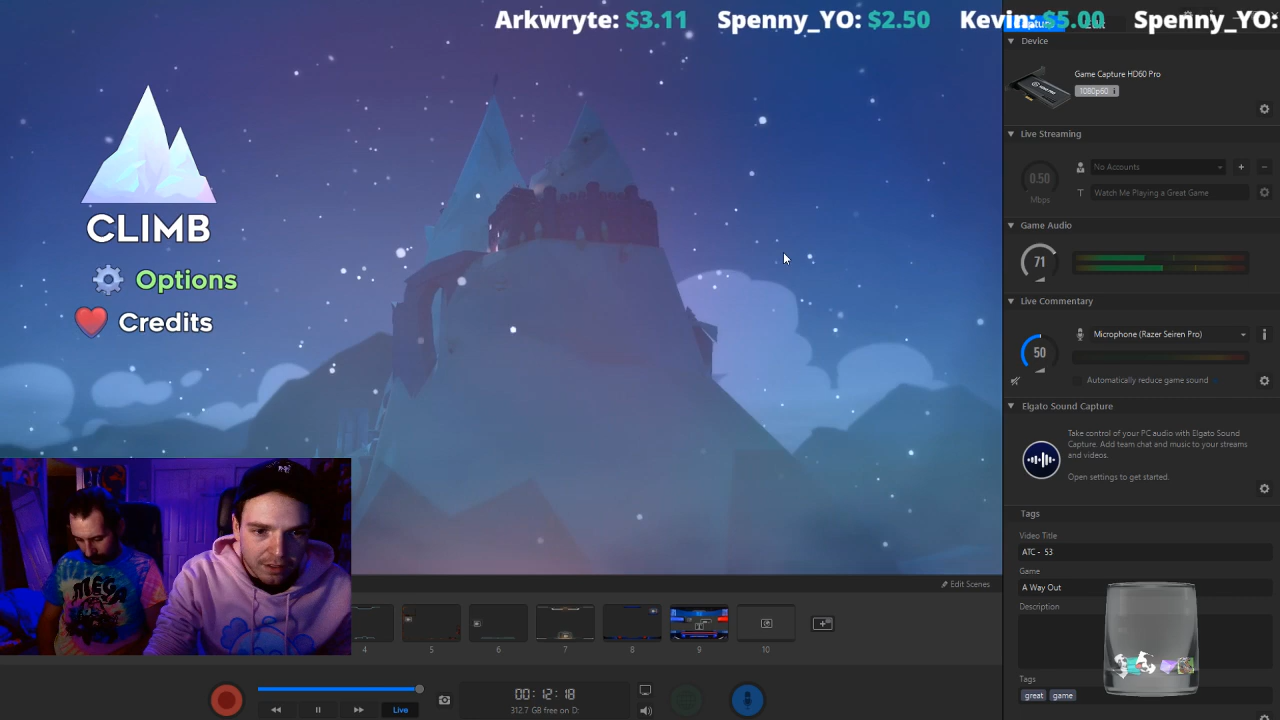 Arkwryte: $3.11 Spenny_YO: $2.50 Kevin: $5.00 Spenny_YO:
Device
CLIMB
Options
Credits
Game Capture HD60 Pro
1080p60 i
Live Streaming
0.50
Mbps
No Accounts
+ −
T Watch Me Playing a Great Game
Game Audio
71
Live Commentary
50
Microphone (Razer Seiren Pro)
Automatically reduce game sound
Elgato Sound Capture
Take control of your PC audio with Elgato Sound
Capture. Add team chat and music to your streams
and videos.
Open settings to get started.
Tags
Video Title
ATC - 53
Game
A Way Out
Description
Tags
great game
Edit Scenes
4 5 6 7 8 9 10
00:12:18
312.7 GB free on D:
Live
MEGA